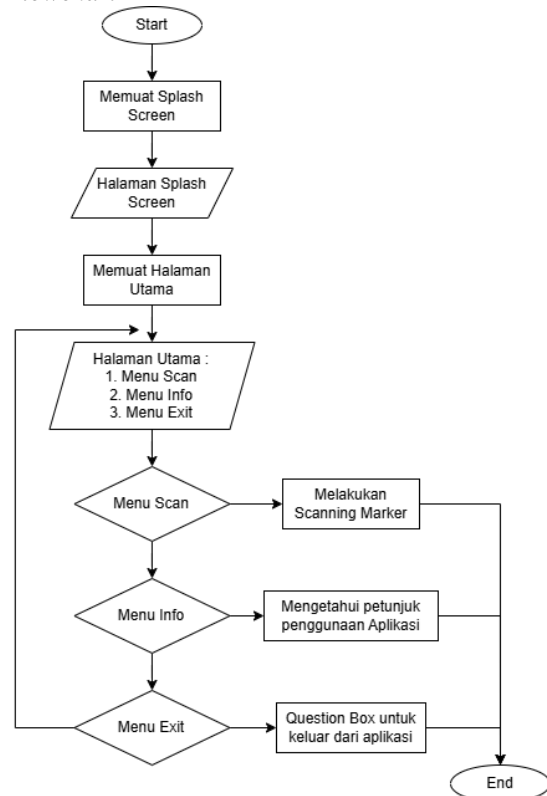 Start
Memuat Splash
Screen
Halaman Splash
Screen
Memuat Halaman
Utama
Halaman Utama :
1. Menu Scan
2. Menu Info
3. Menu Exit
Menu Scan
Melakukan
Scanning Marker
Menu Info
Mengetahui petunjuk
penggunaan Aplikasi
Menu Exit
Question Box untuk
keluar dari aplikasi
End